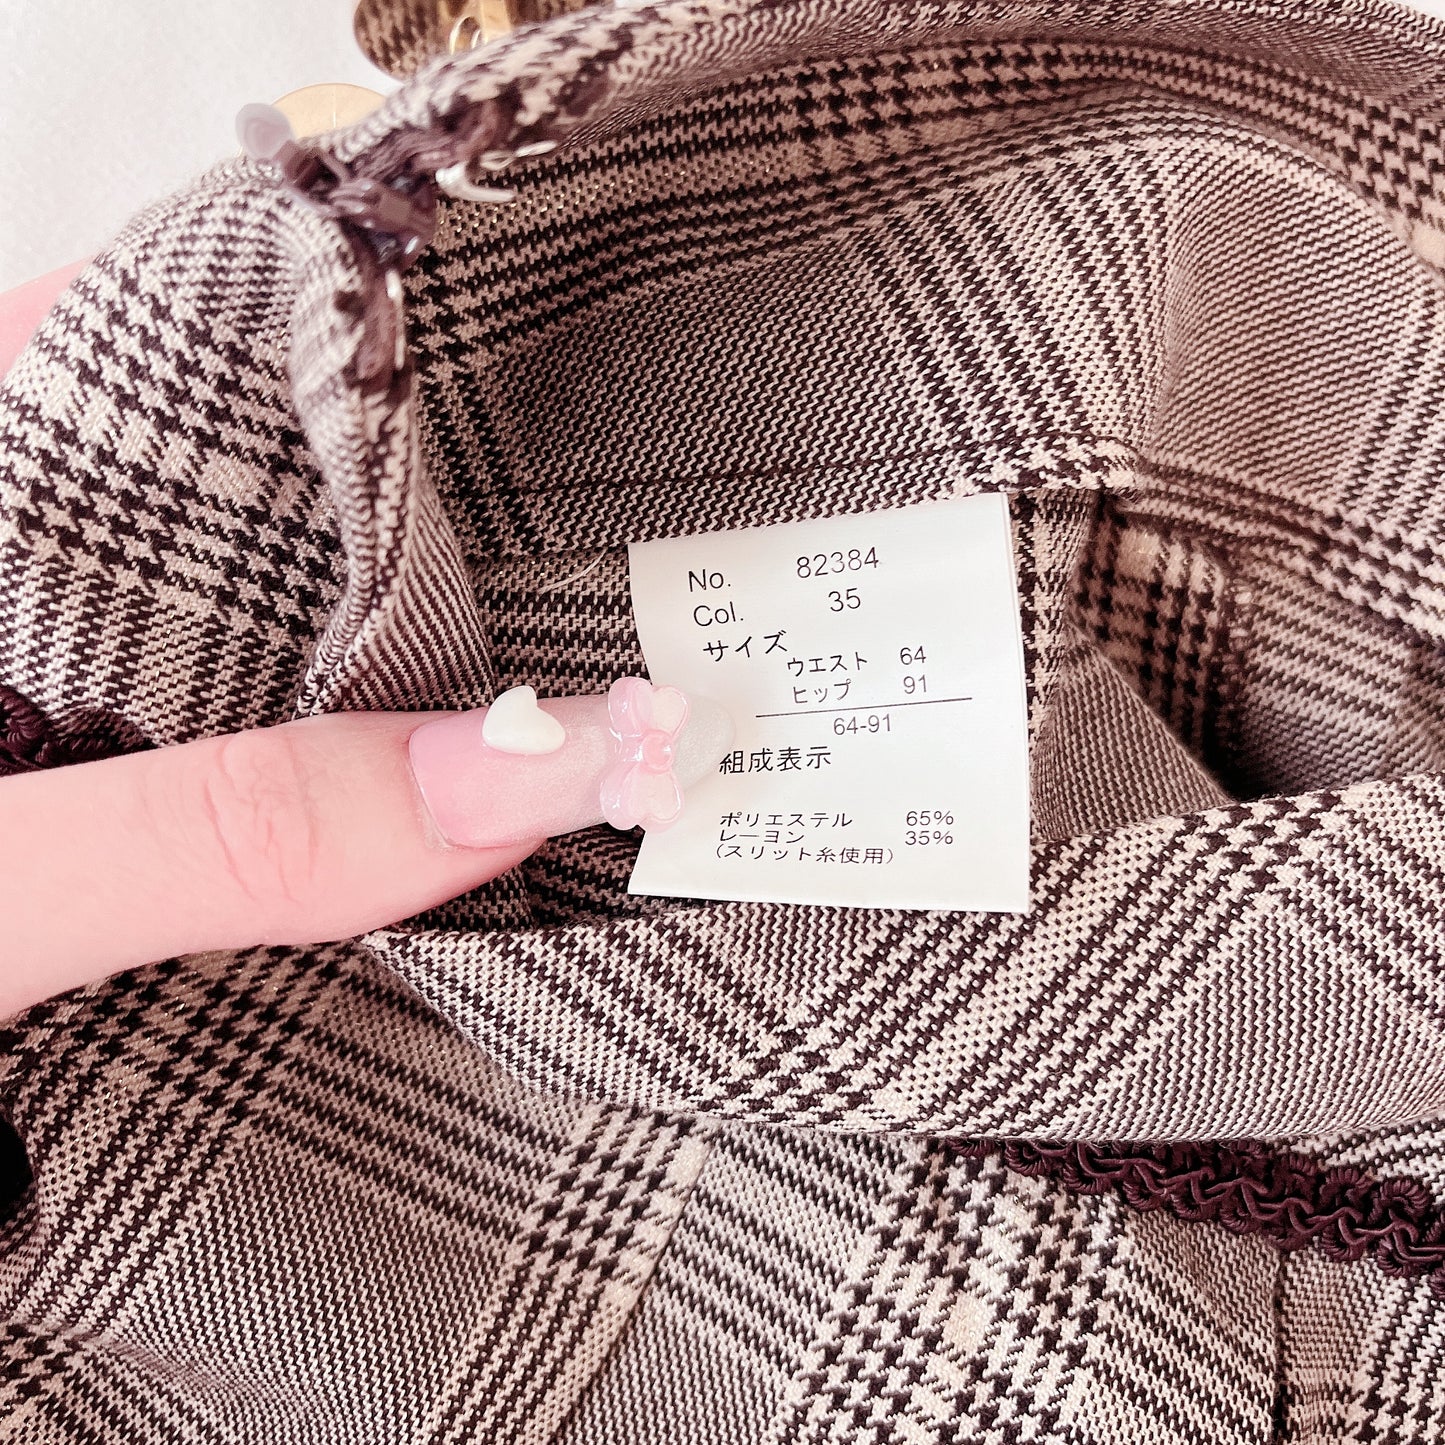 No. 82384
Col. 35
サイズ
ウエスト 64
ヒップ 91
64-91
組成表示
ポリエステル 65%
レーヨン 35%
(スリット糸使用)